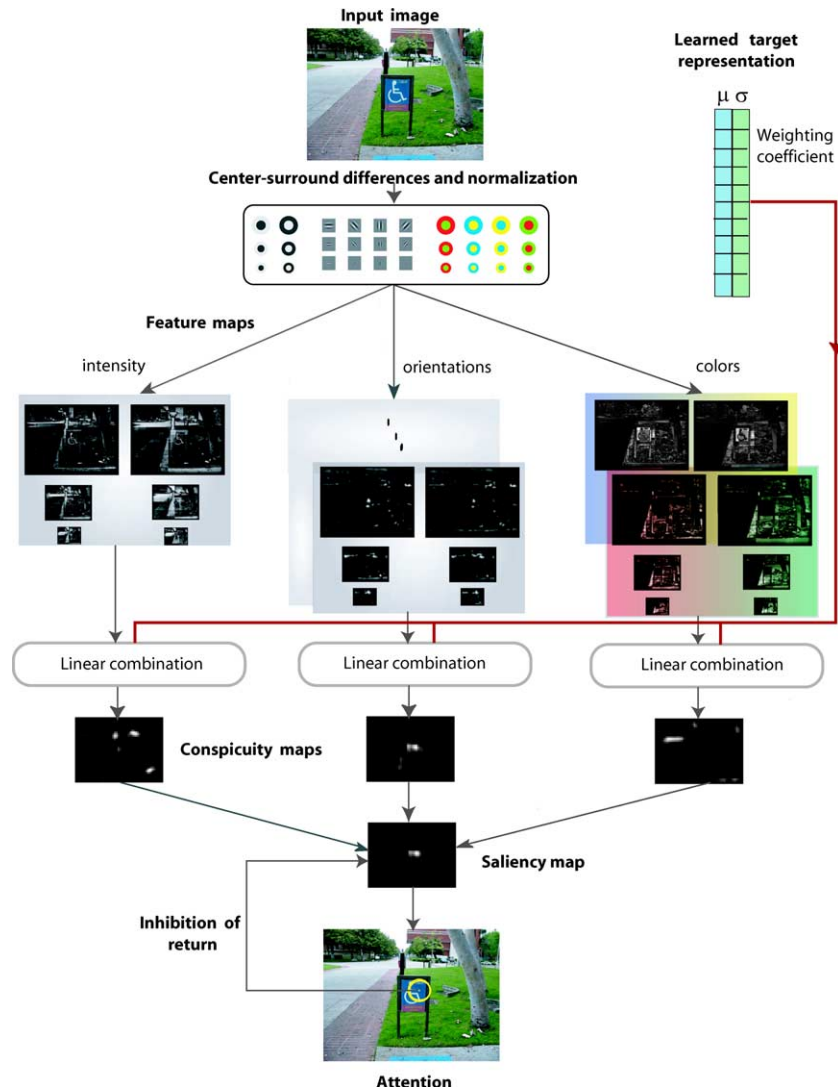 Input image
Learned target
representation
μ σ
Weighting
coefficient
Center-surround differences and normalization
Feature maps
intensity
orientations
colors
Linear combination
Linear combination
Linear combination
Conspicuity maps
Saliency map
Inhibition of
return
Attention